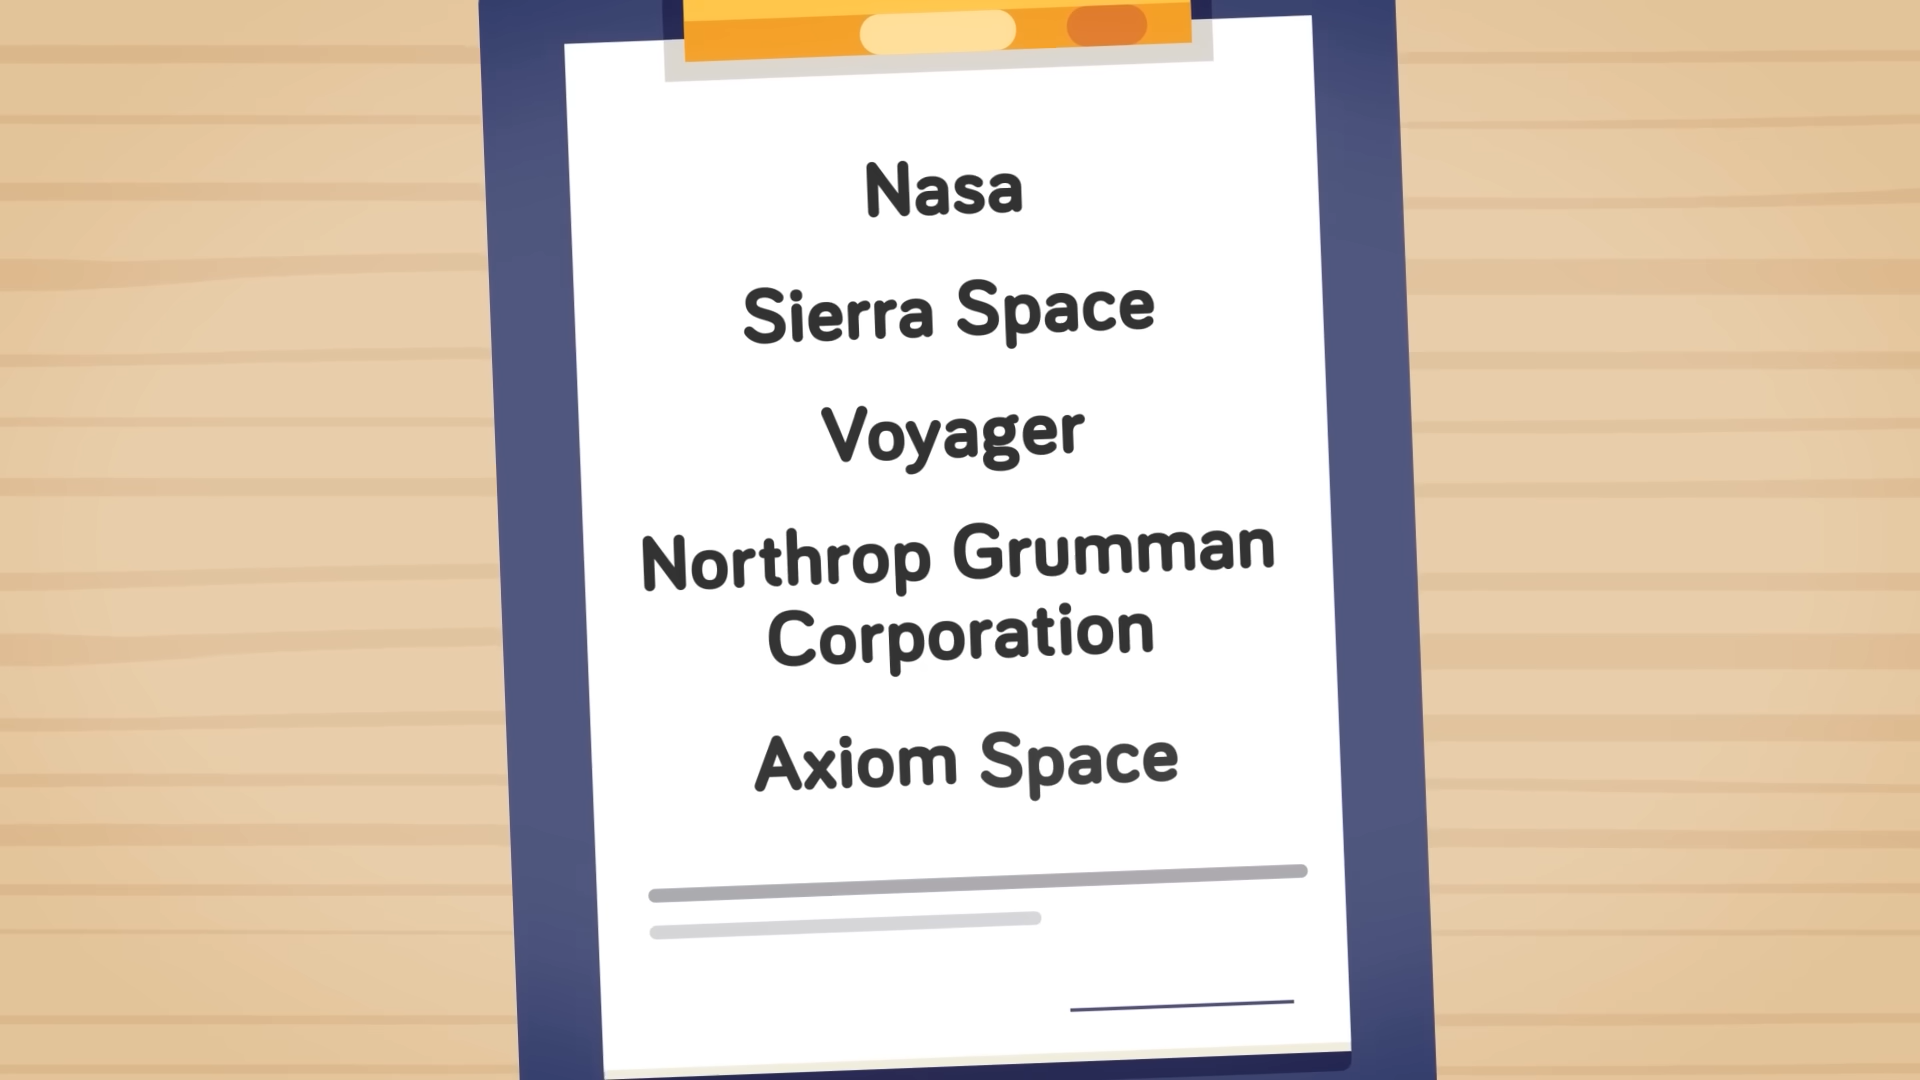 Nasa
Sierra Space
Voyager
Northrop Grumman
Corporation
Axiom Space